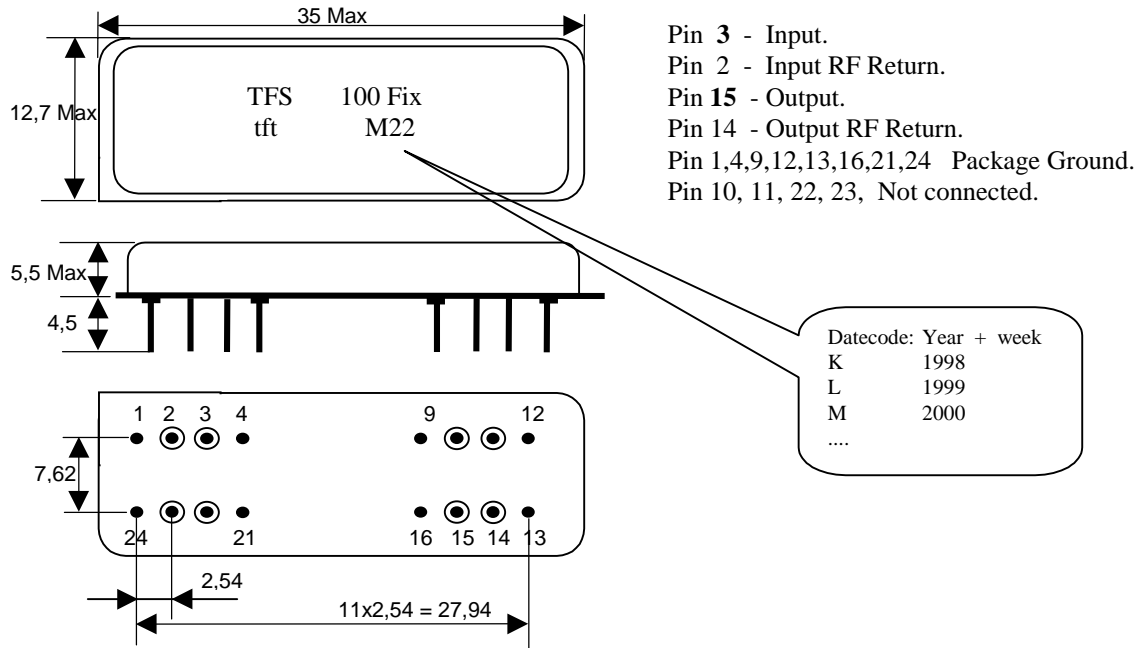 35 Max
12,7 Max
TFS 100 Fix
tft M22
Pin 3 - Input.
Pin 2 - Input RF Return.
Pin 15 - Output.
Pin 14 - Output RF Return.
Pin 1,4,9,12,13,16,21,24 Package Ground.
Pin 10, 11, 22, 23, Not connected.
5,5 Max
4,5
Datecode: Year + week
K 1998
L 1999
M 2000
....
1 2 3 4 9 12
7,62
24 21 16 15 14 13
2,54
11x2,54 = 27,94